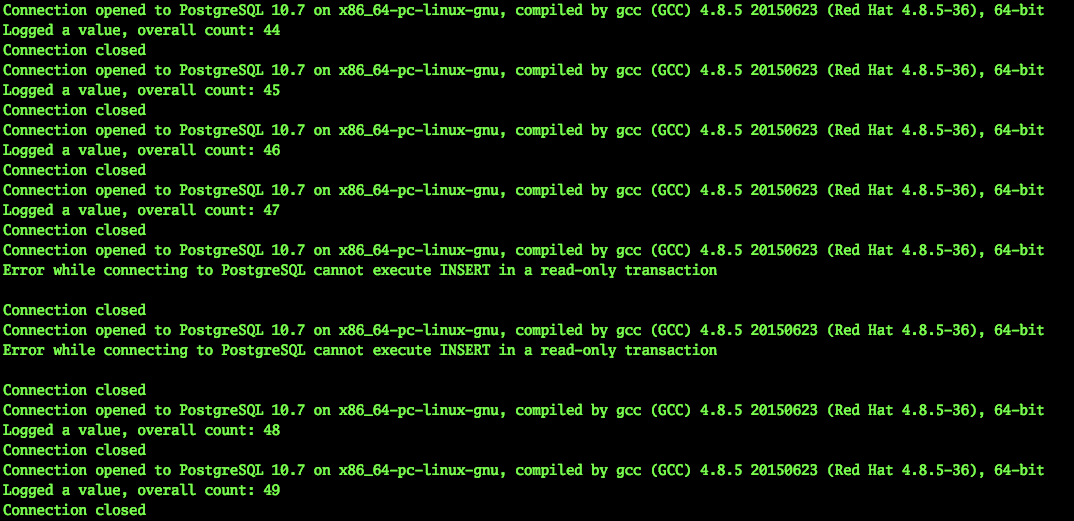 Connection opened to PostgreSQL 10.7 on x86_64-pc-linux-gnu, compiled by gcc (GCC) 4.8.5 20150623 (Red Hat 4.8.5-36), 64-bit
Logged a value, overall count: 44
Connection closed
Connection opened to PostgreSQL 10.7 on x86_64-pc-linux-gnu, compiled by gcc (GCC) 4.8.5 20150623 (Red Hat 4.8.5-36), 64-bit
Logged a value, overall count: 45
Connection closed
Connection opened to PostgreSQL 10.7 on x86_64-pc-linux-gnu, compiled by gcc (GCC) 4.8.5 20150623 (Red Hat 4.8.5-36), 64-bit
Logged a value, overall count: 46
Connection closed
Connection opened to PostgreSQL 10.7 on x86_64-pc-linux-gnu, compiled by gcc (GCC) 4.8.5 20150623 (Red Hat 4.8.5-36), 64-bit
Logged a value, overall count: 47
Connection closed
Connection opened to PostgreSQL 10.7 on x86_64-pc-linux-gnu, compiled by gcc (GCC) 4.8.5 20150623 (Red Hat 4.8.5-36), 64-bit
Error while connecting to PostgreSQL cannot execute INSERT in a read-only transaction

Connection closed
Connection opened to PostgreSQL 10.7 on x86_64-pc-linux-gnu, compiled by gcc (GCC) 4.8.5 20150623 (Red Hat 4.8.5-36), 64-bit
Error while connecting to PostgreSQL cannot execute INSERT in a read-only transaction

Connection closed
Connection opened to PostgreSQL 10.7 on x86_64-pc-linux-gnu, compiled by gcc (GCC) 4.8.5 20150623 (Red Hat 4.8.5-36), 64-bit
Logged a value, overall count: 48
Connection closed
Connection opened to PostgreSQL 10.7 on x86_64-pc-linux-gnu, compiled by gcc (GCC) 4.8.5 20150623 (Red Hat 4.8.5-36), 64-bit
Logged a value, overall count: 49
Connection closed